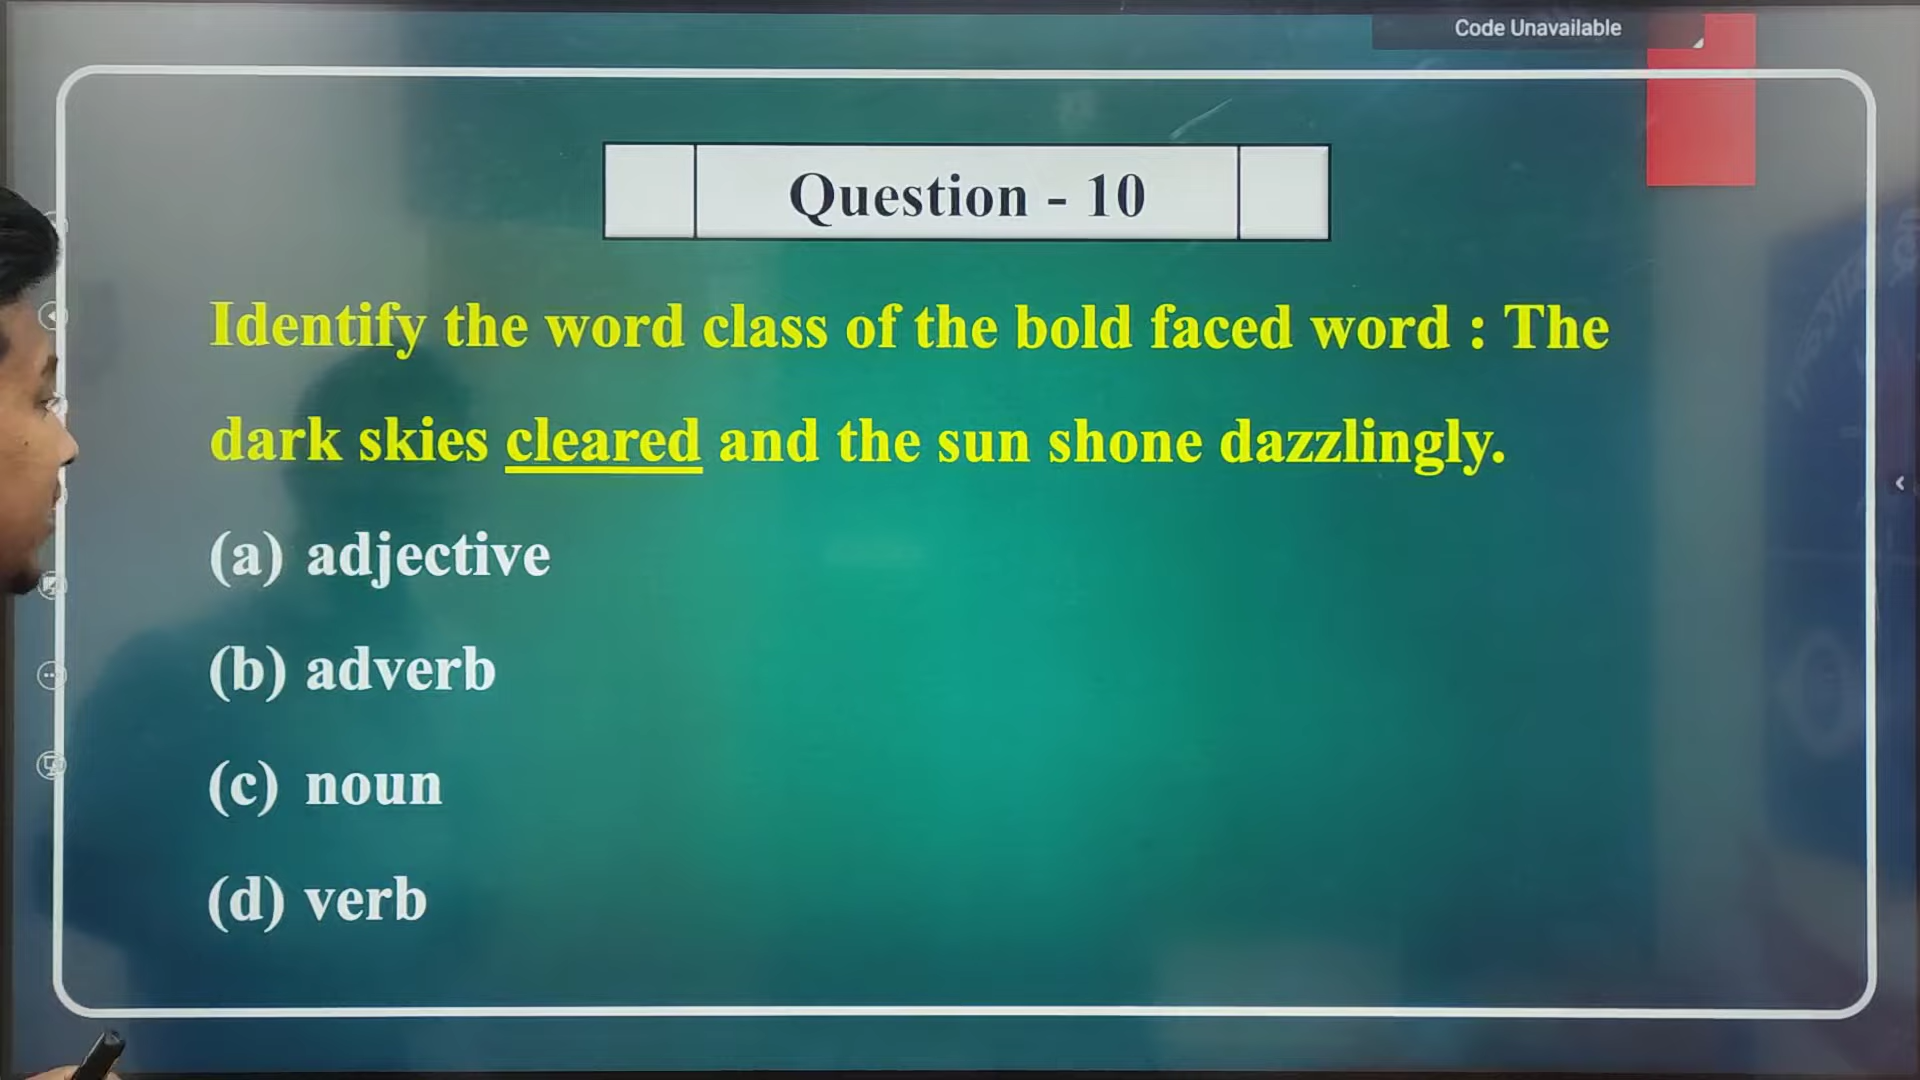 Code Unavailable
Question - 10
Identify the word class of the bold faced word : The
dark skies cleared and the sun shone dazzlingly.
(a) adjective
(b) adverb
(c) noun
(d) verb